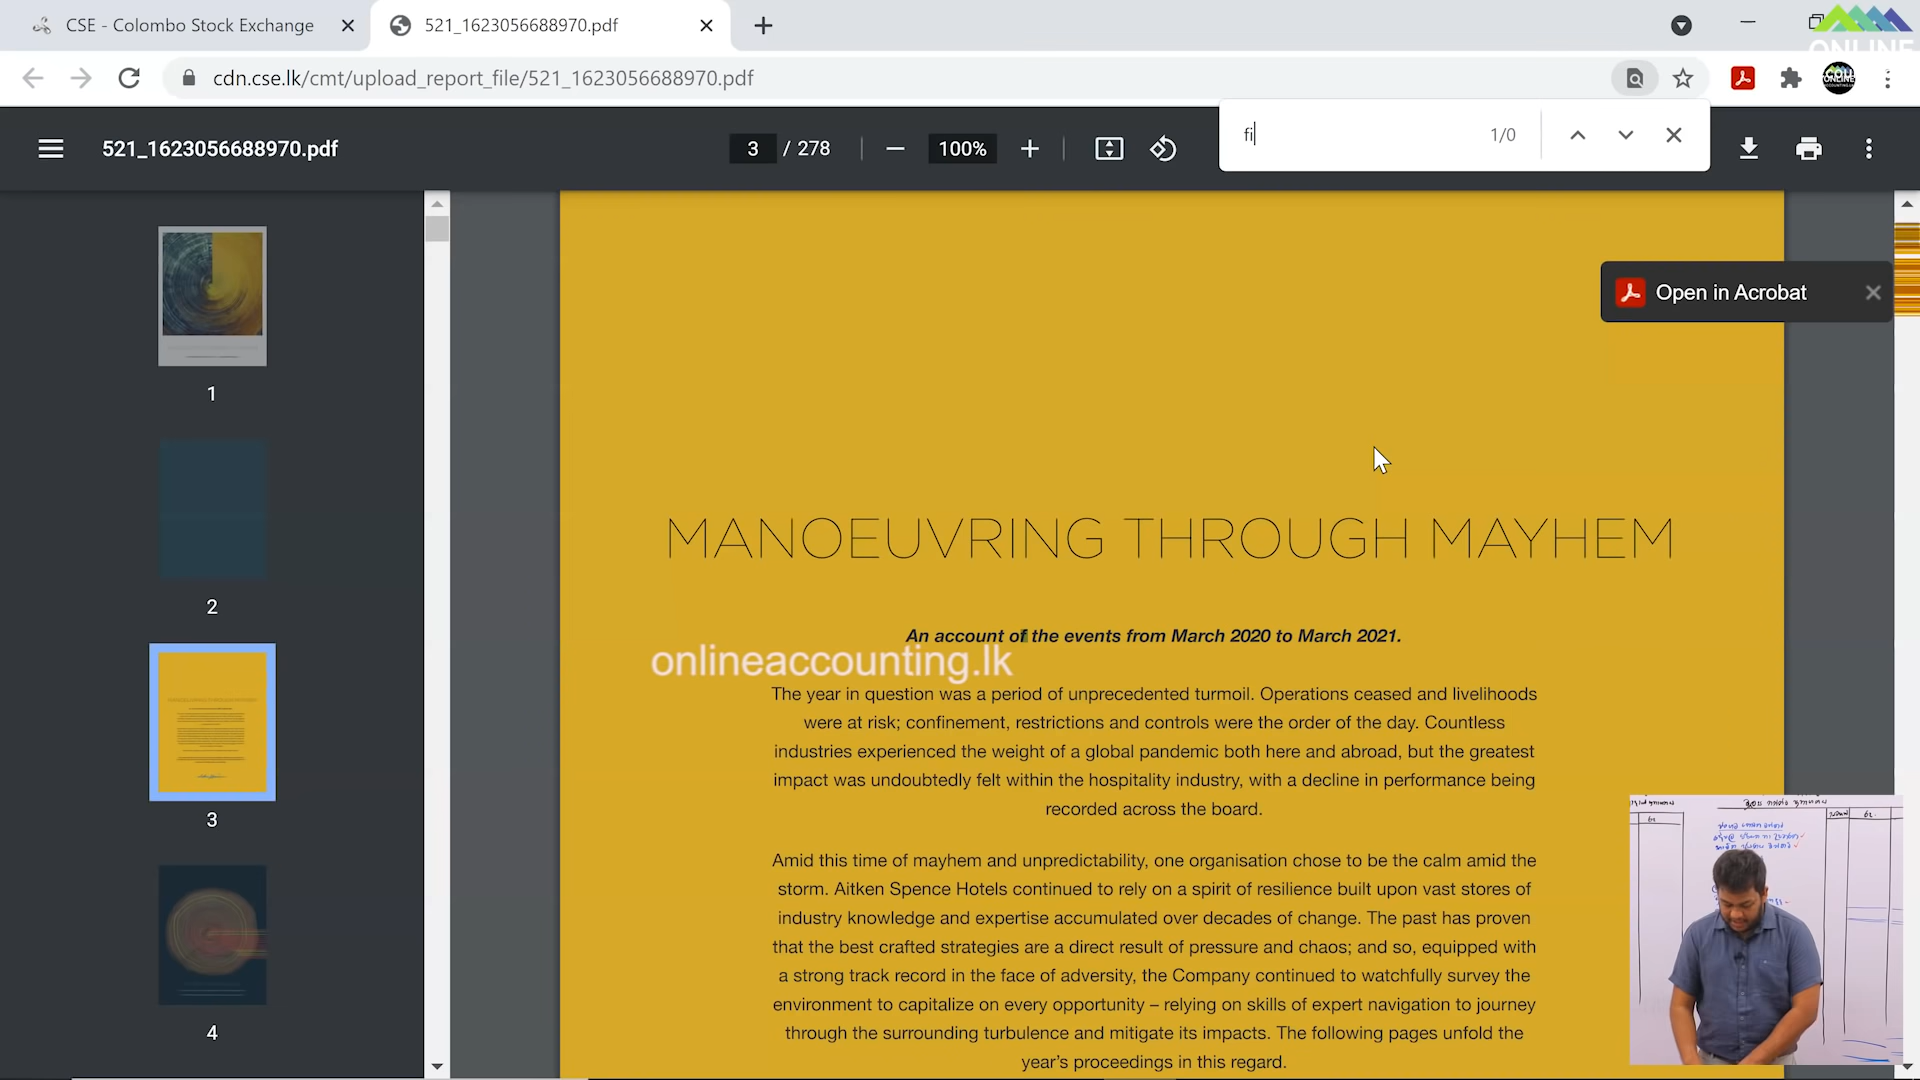 CSE - Colombo Stock Exchange
521_1623056688970.pdf
ONLINE
cdn.cse.lk/cmt/upload_report_file/521_1623056688970.pdf
521_1623056688970.pdf
3 / 278
100%
fi
1/0
Open in Acrobat
1
2
3
4
MANOEUVRING THROUGH MAYHEM
An account of the events from March 2020 to March 2021.
onlineaccounting.lk
The year in question was a period of unprecedented turmoil. Operations ceased and livelihoods
were at risk; confinement, restrictions and controls were the order of the day. Countless
industries experienced the weight of a global pandemic both here and abroad, but the greatest
impact was undoubtedly felt within the hospitality industry, with a decline in performance being
recorded across the board.
Amid this time of mayhem and unpredictability, one organisation chose to be the calm amid the
storm. Aitken Spence Hotels continued to rely on a spirit of resilience built upon vast stores of
industry knowledge and expertise accumulated over decades of change. The past has proven
that the best crafted strategies are a direct result of pressure and chaos; and so, equipped with
a strong track record in the face of adversity, the Company continued to watchfully survey the
environment to capitalize on every opportunity – relying on skills of expert navigation to journey
through the surrounding turbulence and mitigate its impacts. The following pages unfold the
year's proceedings in this regard.